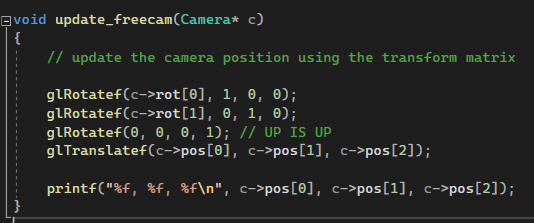 void update_freecam(Camera* c)
{
// update the camera position using the transform matrix
glRotatef(c->rot[0], 1, 0, 0);
glRotatef(c->rot[1], 0, 1, 0);
glRotatef(0, 0, 0, 1); // UP IS UP
glTranslatef(c->pos[0], c->pos[1], c->pos[2]);
printf("%f, %f, %f\n", c->pos[0], c->pos[1], c->pos[2]);
}